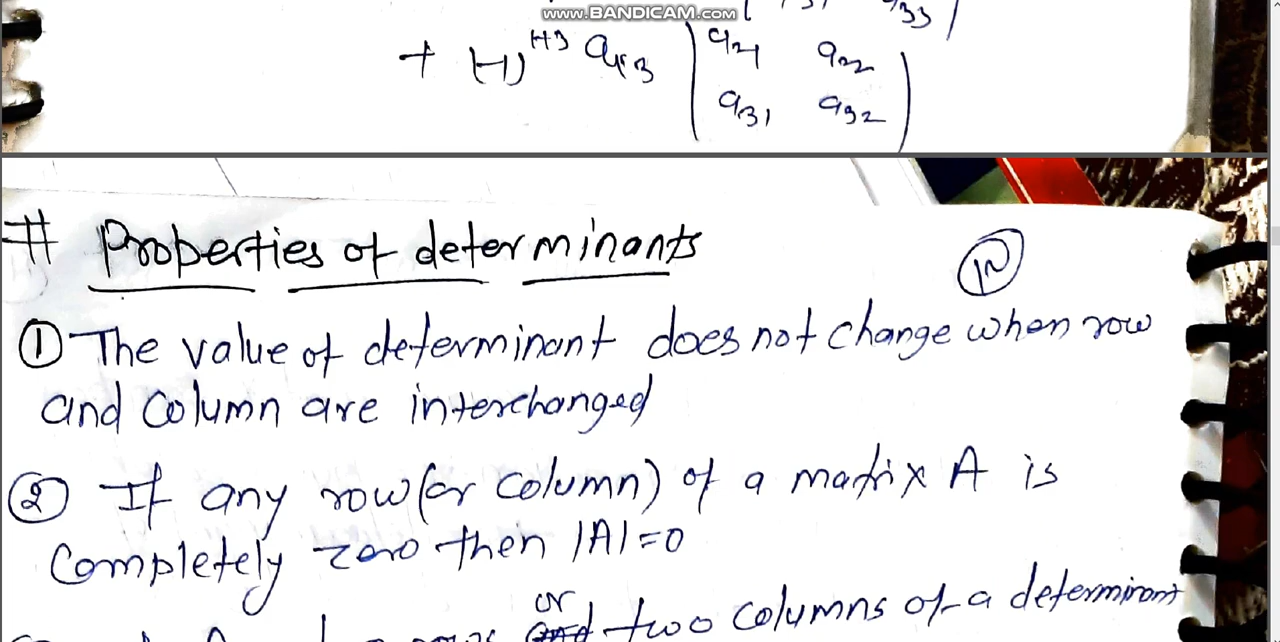 www.BANDICAM.com
a33
+ (-1)^1+3 a13 | a21 a22
a31 a32 |
# Properties of determinants
① The value of determinant does not change when row
and column are interchanged
② If any row (or column) of a matrix A is
completely zero then |A|=0
or
two columns of a determinant